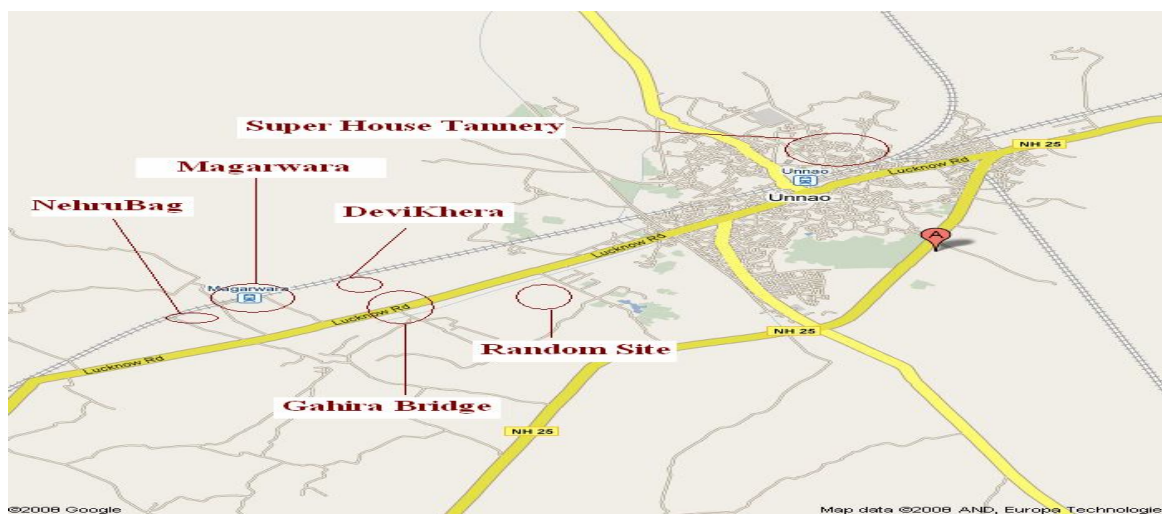 Super House Tannery
NH 25
Lucknow Rd
Magarwara
Unnao
Unnao
NehruBag
DeviKhera
Lucknow Rd
A
Magarwara
Lucknow Rd
NH 25
Random Site
Lucknow Rd
Gahira Bridge
NH 25
©2008 Google
Map data ©2008 AND, Europa Technologie